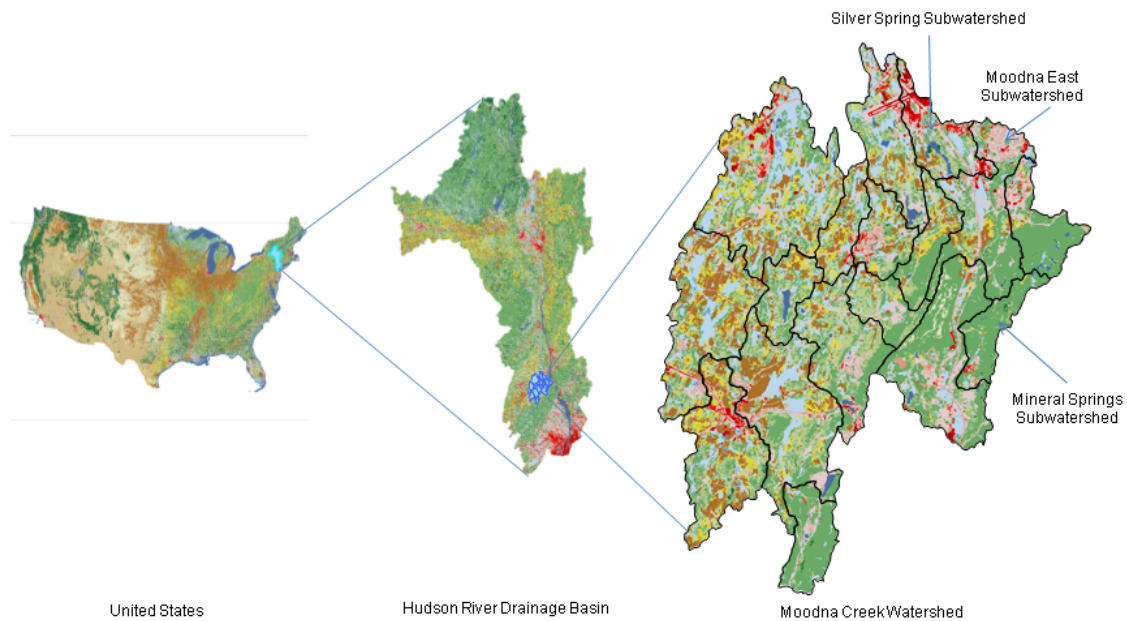 Silver Spring Subwatershed
Moodna East
Subwatershed
Mineral Springs
Subwatershed
United States
Hudson River Drainage Basin
Moodna Creek Watershed